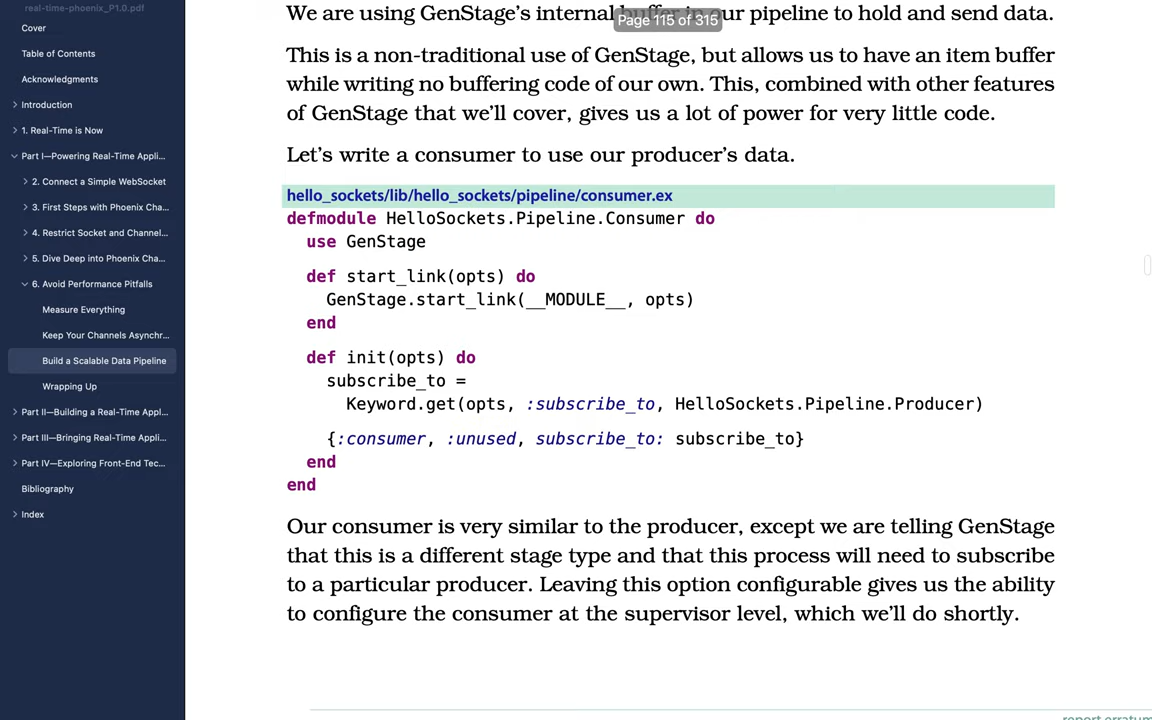 real-time-phoenix_P1.0.pdf
Cover
Table of Contents
Acknowledgments
Introduction
1. Real-Time is Now
Part I—Powering Real-Time Appli...
2. Connect a Simple WebSocket
3. First Steps with Phoenix Cha...
4. Restrict Socket and Channel...
5. Dive Deep into Phoenix Cha...
6. Avoid Performance Pitfalls
Measure Everything
Keep Your Channels Asynchr...
Build a Scalable Data Pipeline
Wrapping Up
Part II—Building a Real-Time Appl...
Part III—Bringing Real-Time Appli...
Part IV—Exploring Front-End Tec...
Bibliography
Index
Page 115 of 315
We are using GenStage's internal buffer in our pipeline to hold and send data.
This is a non-traditional use of GenStage, but allows us to have an item buffer
while writing no buffering code of our own. This, combined with other features
of GenStage that we'll cover, gives us a lot of power for very little code.
Let's write a consumer to use our producer's data.
hello_sockets/lib/hello_sockets/pipeline/consumer.ex
defmodule HelloSockets.Pipeline.Consumer do
use GenStage
def start_link(opts) do
GenStage.start_link(__MODULE__, opts)
end
def init(opts) do
subscribe_to =
Keyword.get(opts, :subscribe_to, HelloSockets.Pipeline.Producer)
{:consumer, :unused, subscribe_to: subscribe_to}
end
end
Our consumer is very similar to the producer, except we are telling GenStage
that this is a different stage type and that this process will need to subscribe
to a particular producer. Leaving this option configurable gives us the ability
to configure the consumer at the supervisor level, which we'll do shortly.
report erratum